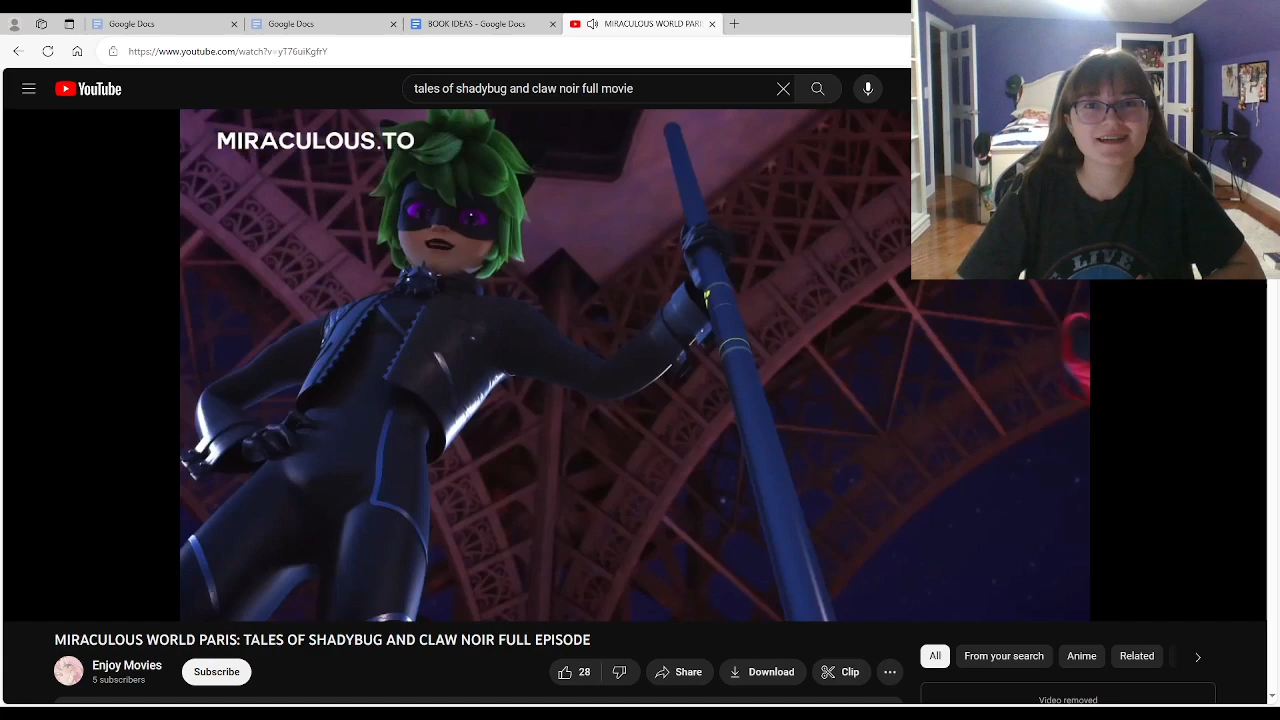 Google Docs
Google Docs
BOOK IDEAS - Google Docs
MIRACULOUS WORLD PARI
https://www.youtube.com/watch?v=yT76uiKgfrY
YouTube
tales of shadybug and claw noir full movie
MIRACULOUS.TO
LIVE
MIRACULOUS WORLD PARIS: TALES OF SHADYBUG AND CLAW NOIR FULL EPISODE
Enjoy Movies
5 subscribers
Subscribe
28
Share
Download
Clip
All
From your search
Anime
Related
Video removed